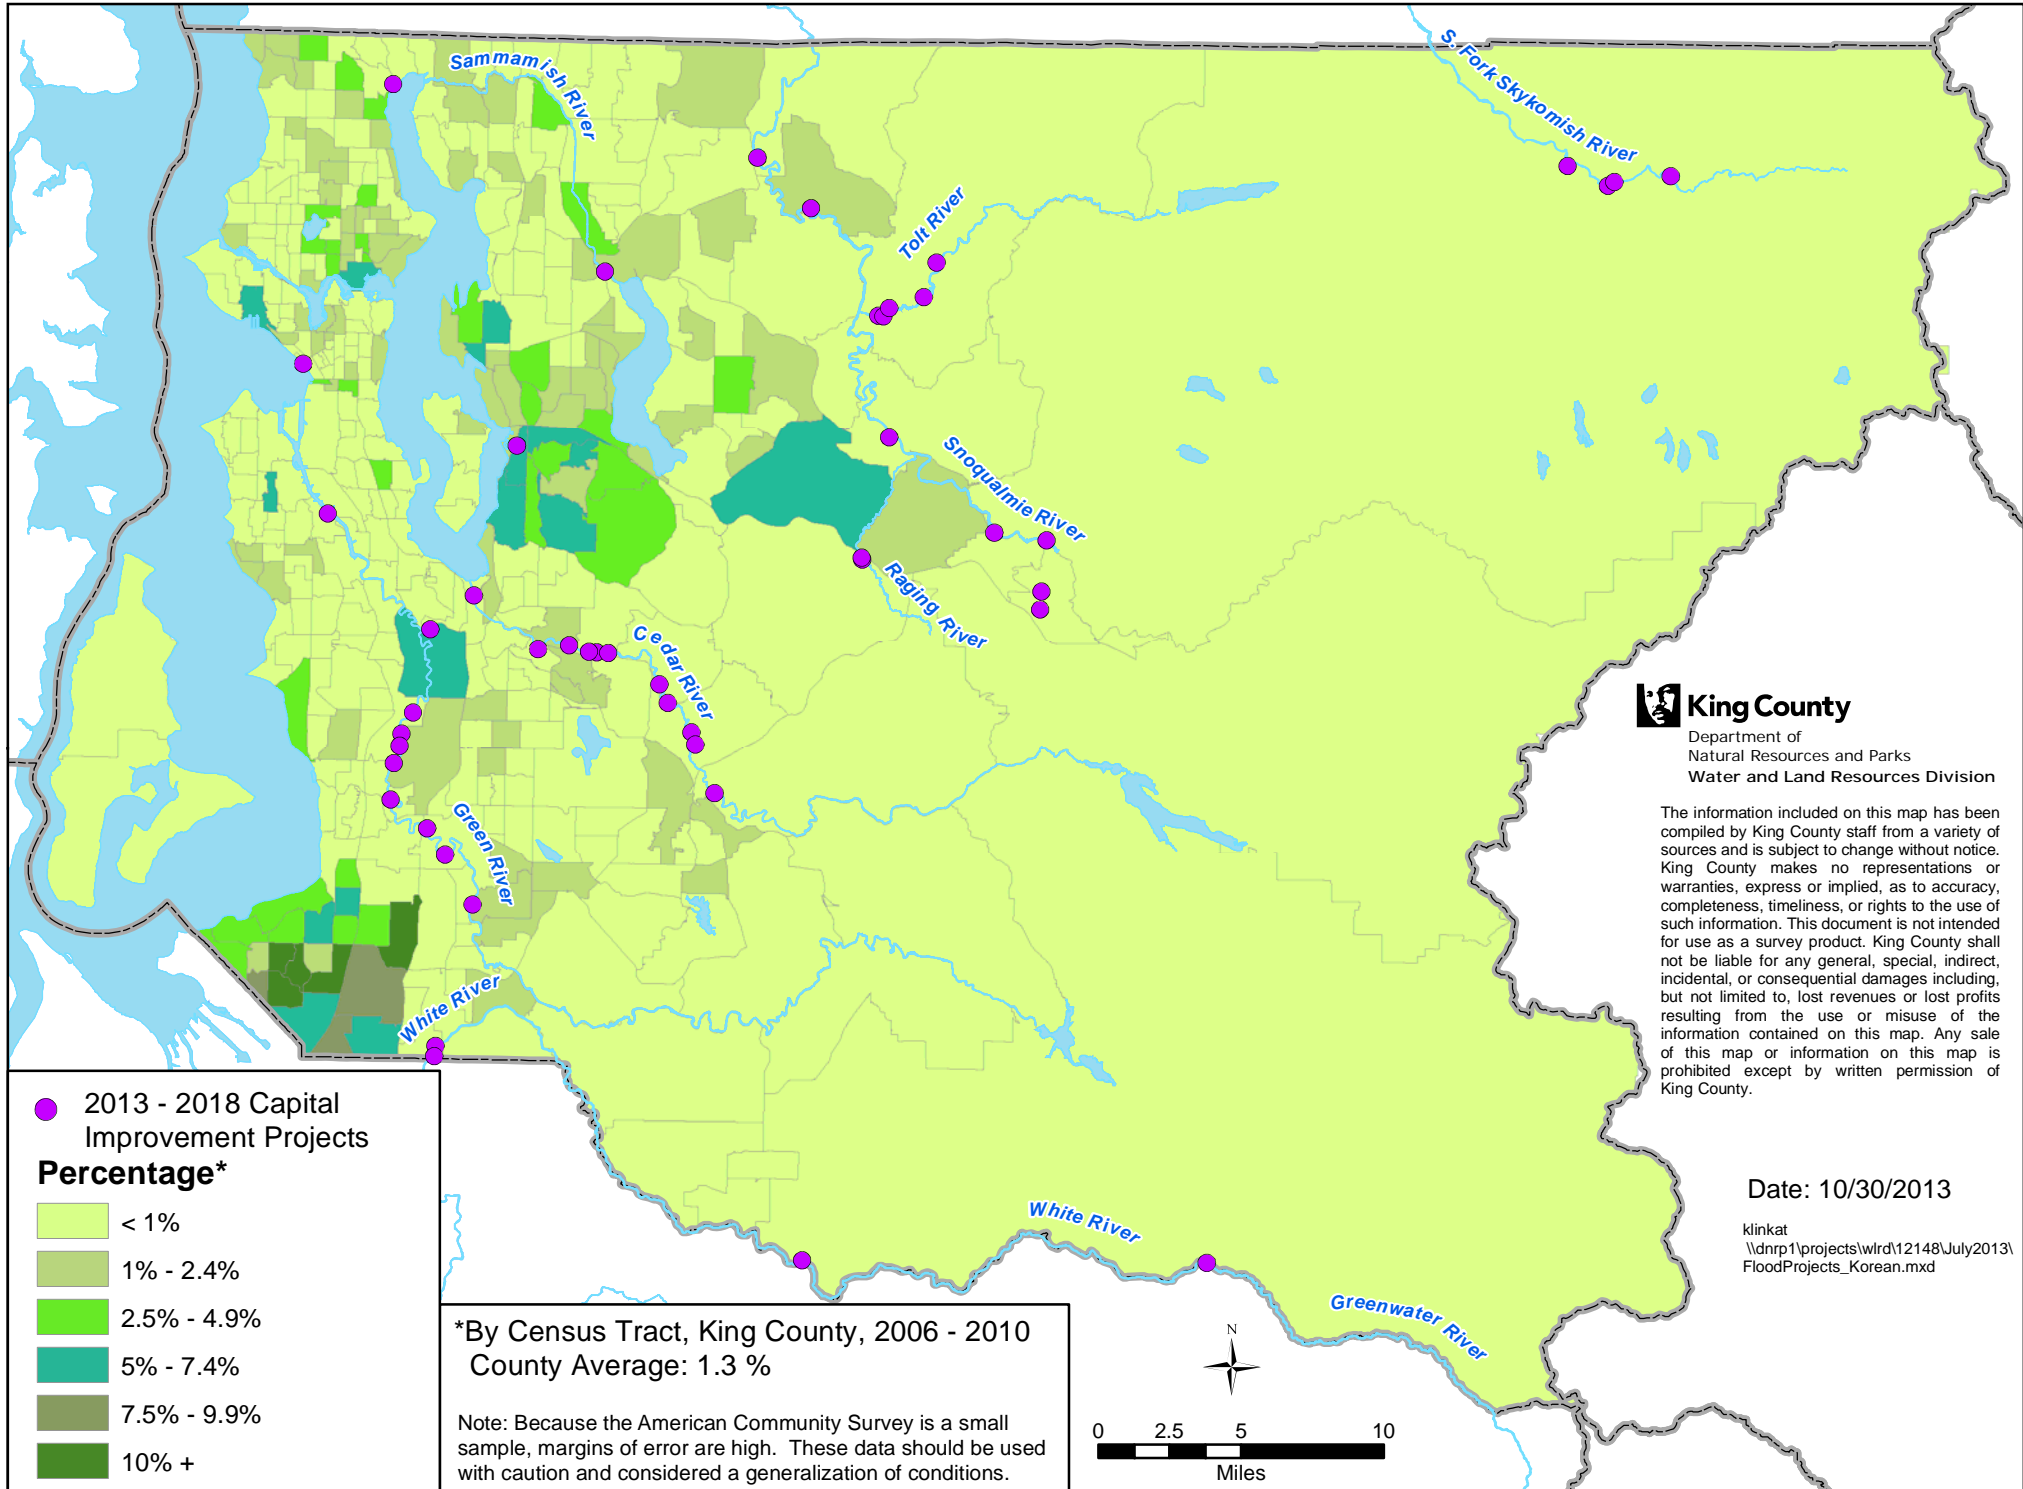 Sammamish River
S. Fork Skykomish River
Tolt River
Snoqualmie River
Raging River
Cedar River
Green River
White River
White River
Greenwater River
King County
Department of
Natural Resources and Parks
Water and Land Resources Division
The information included on this map has been
compiled by King County staff from a variety of
sources and is subject to change without notice.
King County makes no representations or
warranties, express or implied, as to accuracy,
completeness, timeliness, or rights to the use of
such information. This document is not intended
for use as a survey product. King County shall
not be liable for any general, special, indirect,
incidental, or consequential damages including,
but not limited to, lost revenues or lost profits
resulting from the use or misuse of the
information contained on this map. Any sale
of this map or information on this map is
prohibited except by written permission of
King County.
Date: 10/30/2013
klinkat
\\dnrp1\projects\wlrd\12148\July2013\
FloodProjects_Korean.mxd
2013 - 2018 Capital
Improvement Projects
Percentage*
< 1%
1% - 2.4%
2.5% - 4.9%
5% - 7.4%
7.5% - 9.9%
10% +
*By Census Tract, King County, 2006 - 2010
County Average: 1.3 %
Note: Because the American Community Survey is a small
sample, margins of error are high. These data should be used
with caution and considered a generalization of conditions.
N
0 2.5 5 10
Miles